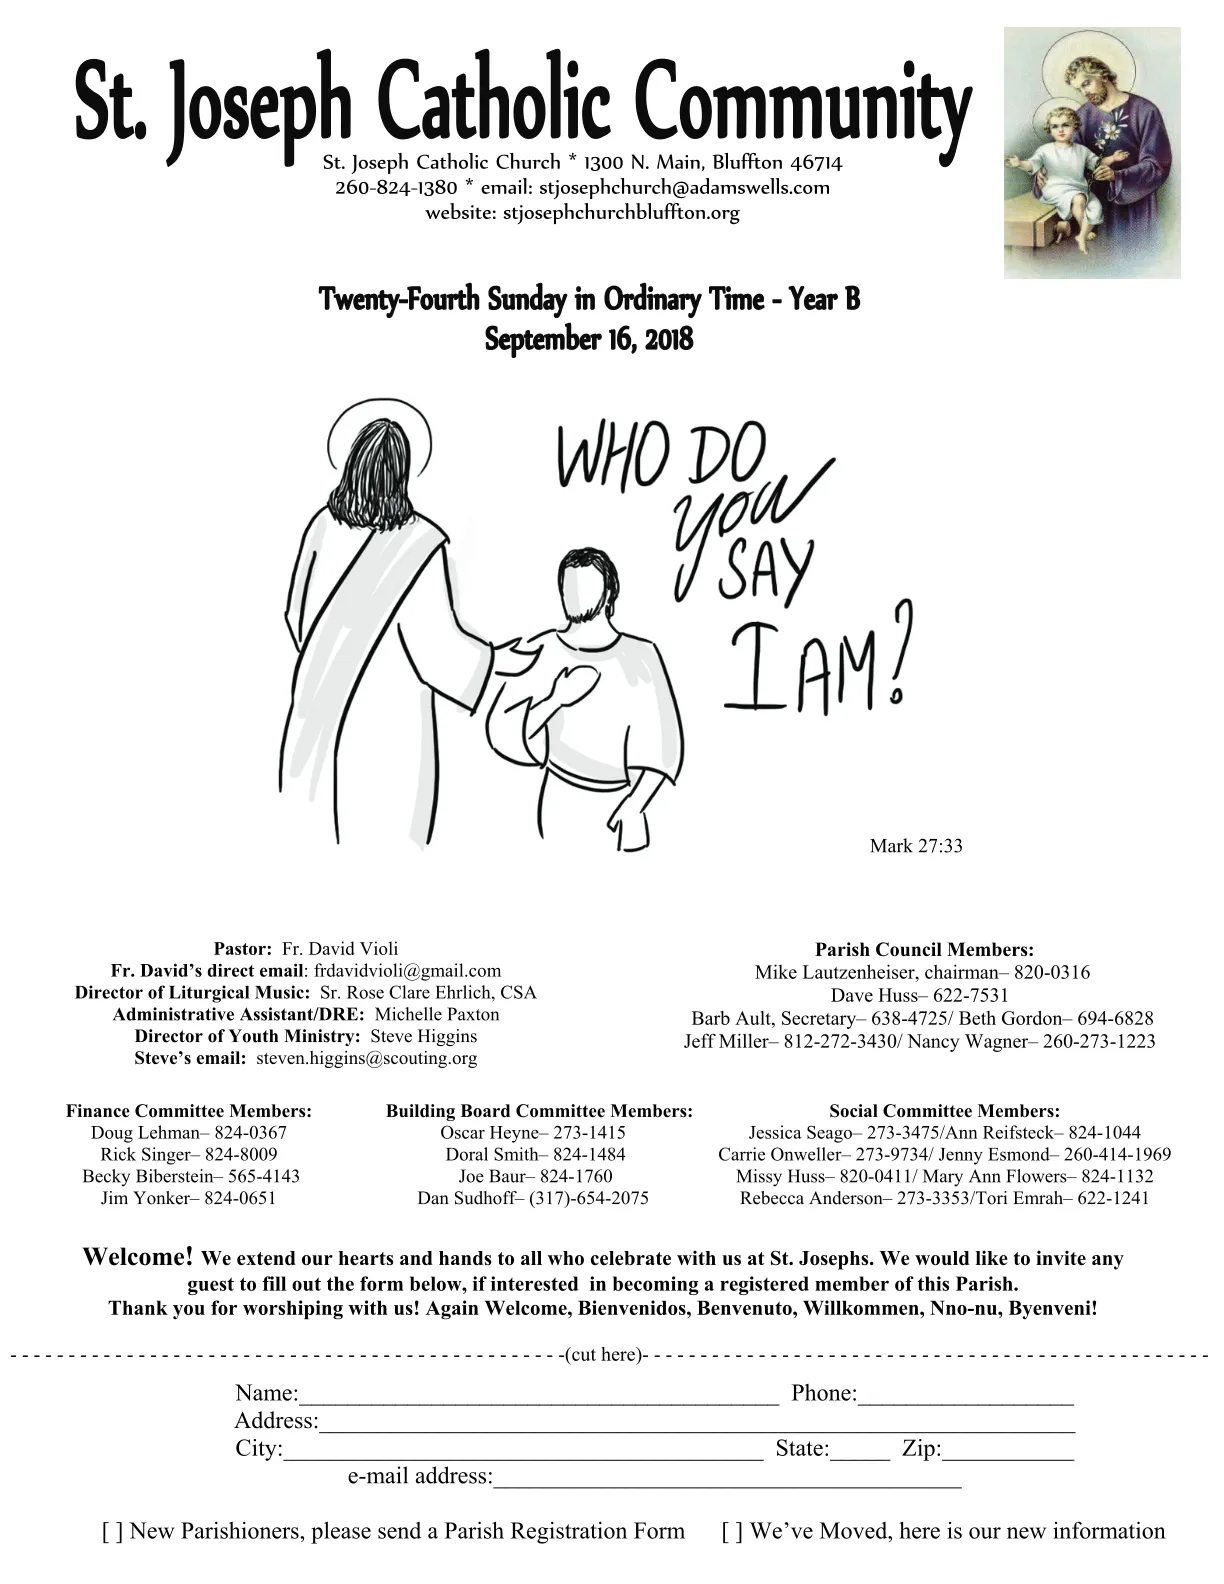 St. Joseph Catholic Community
St. Joseph Catholic Church * 1300 N. Main, Bluffton 46714
260-824-1380 * email: stjosephchurch@adamswells.com
website: stjosephchurchbluffton.org
Twenty-Fourth Sunday in Ordinary Time - Year B
September 16, 2018
WHO DO
you
SAY
I AM?
Mark 27:33
Pastor: Fr. David Violi
Fr. David's direct email: frdavidvioli@gmail.com
Director of Liturgical Music: Sr. Rose Clare Ehrlich, CSA
Administrative Assistant/DRE: Michelle Paxton
Director of Youth Ministry: Steve Higgins
Steve's email: steven.higgins@scouting.org
Parish Council Members:
Mike Lautzenheiser, chairman– 820-0316
Dave Huss– 622-7531
Barb Ault, Secretary– 638-4725/ Beth Gordon– 694-6828
Jeff Miller– 812-272-3430/ Nancy Wagner– 260-273-1223
Finance Committee Members:
Doug Lehman– 824-0367
Rick Singer– 824-8009
Becky Biberstein– 565-4143
Jim Yonker– 824-0651
Building Board Committee Members:
Oscar Heyne– 273-1415
Doral Smith– 824-1484
Joe Baur– 824-1760
Dan Sudhoff– (317)-654-2075
Social Committee Members:
Jessica Seago– 273-3475/Ann Reifsteck– 824-1044
Carrie Onweller– 273-9734/ Jenny Esmond– 260-414-1969
Missy Huss– 820-0411/ Mary Ann Flowers– 824-1132
Rebecca Anderson– 273-3353/Tori Emrah– 622-1241
Welcome! We extend our hearts and hands to all who celebrate with us at St. Josephs. We would like to invite any
guest to fill out the form below, if interested in becoming a registered member of this Parish.
Thank you for worshiping with us! Again Welcome, Bienvenidos, Benvenuto, Willkommen, Nno-nu, Byenveni!
- - - - - - - - - - - - - - - - - - - - - - - - - - - - - - - - - - - - - - - - - - - - - - - -(cut here)- - - - - - - - - - - - - - - - - - - - - - - - - - - - - - - - - - - - - - - - - - - - - - - - -
Name:________________________________________ Phone:__________________
Address:_______________________________________________________________
City:________________________________________ State:_____ Zip:___________
e-mail address:_______________________________________
[ ] New Parishioners, please send a Parish Registration Form [ ] We've Moved, here is our new information